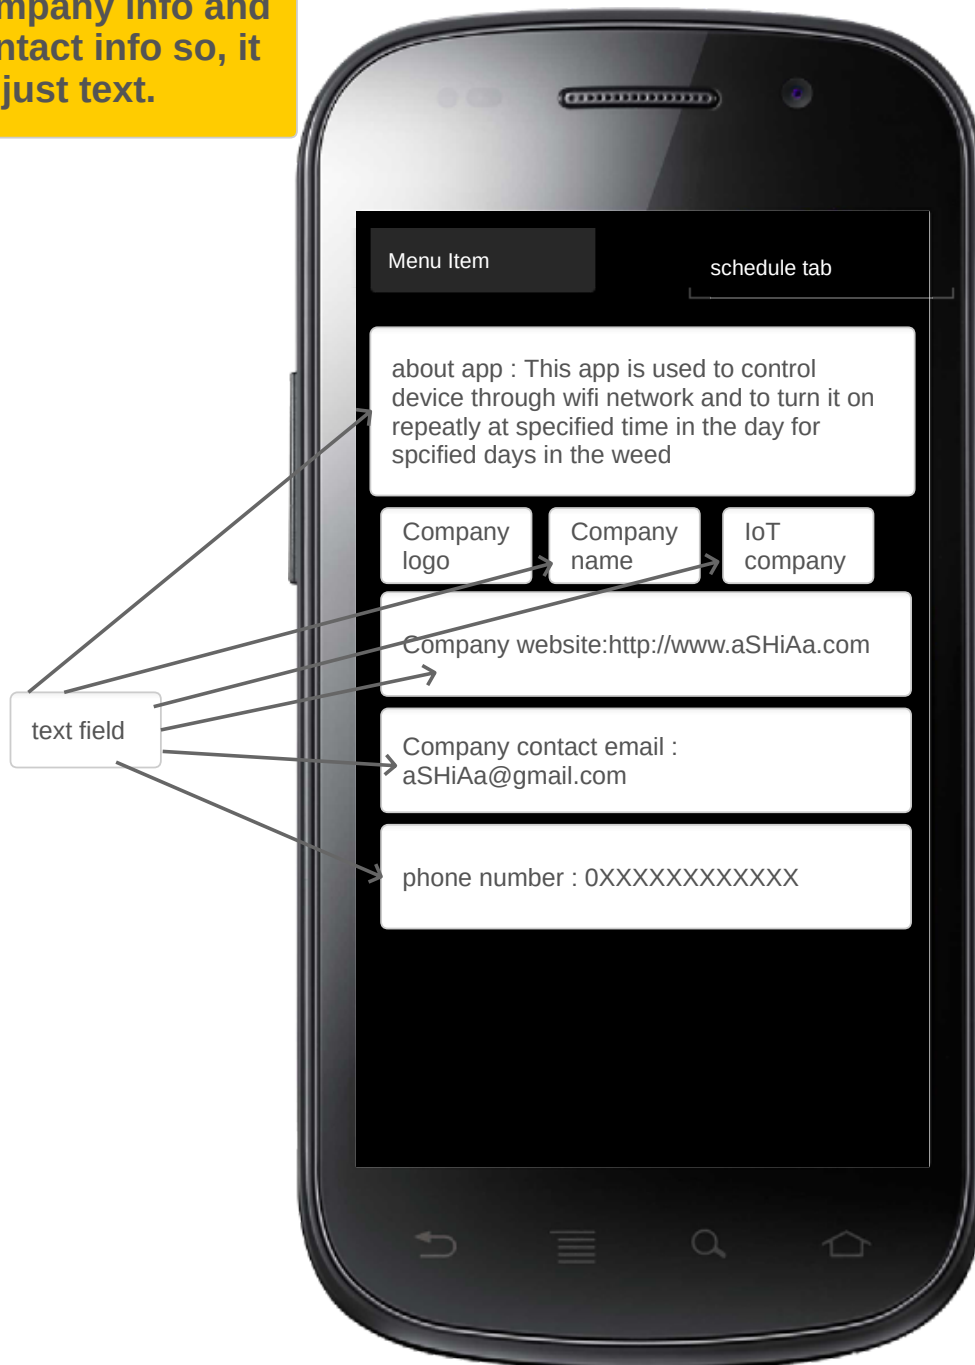 mpany info and
ntact info so, it
just text.
Menu Item
schedule tab
about app : This app is used to control
device through wifi network and to turn it on
repeatly at specified time in the day for
spcified days in the weed
Company
logo
Company
name
IoT
company
Company website:http://www.aSHiAa.com
text field
Company contact email :
aSHiAa@gmail.com
phone number : 0XXXXXXXXXXXX